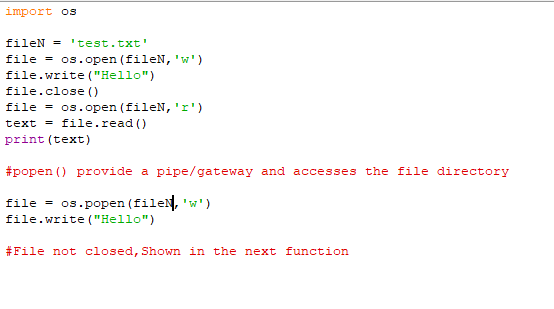 import os
fileN = 'test.txt'
file = os.open(fileN,'w')
file.write("Hello")
file.close()
file = os.open(fileN,'r')
text = file.read()
print(text)
#popen() provide a pipe/gateway and accesses the file directory
file = os.popen(fileN,'w')
file.write("Hello")
#File not closed,Shown in the next function